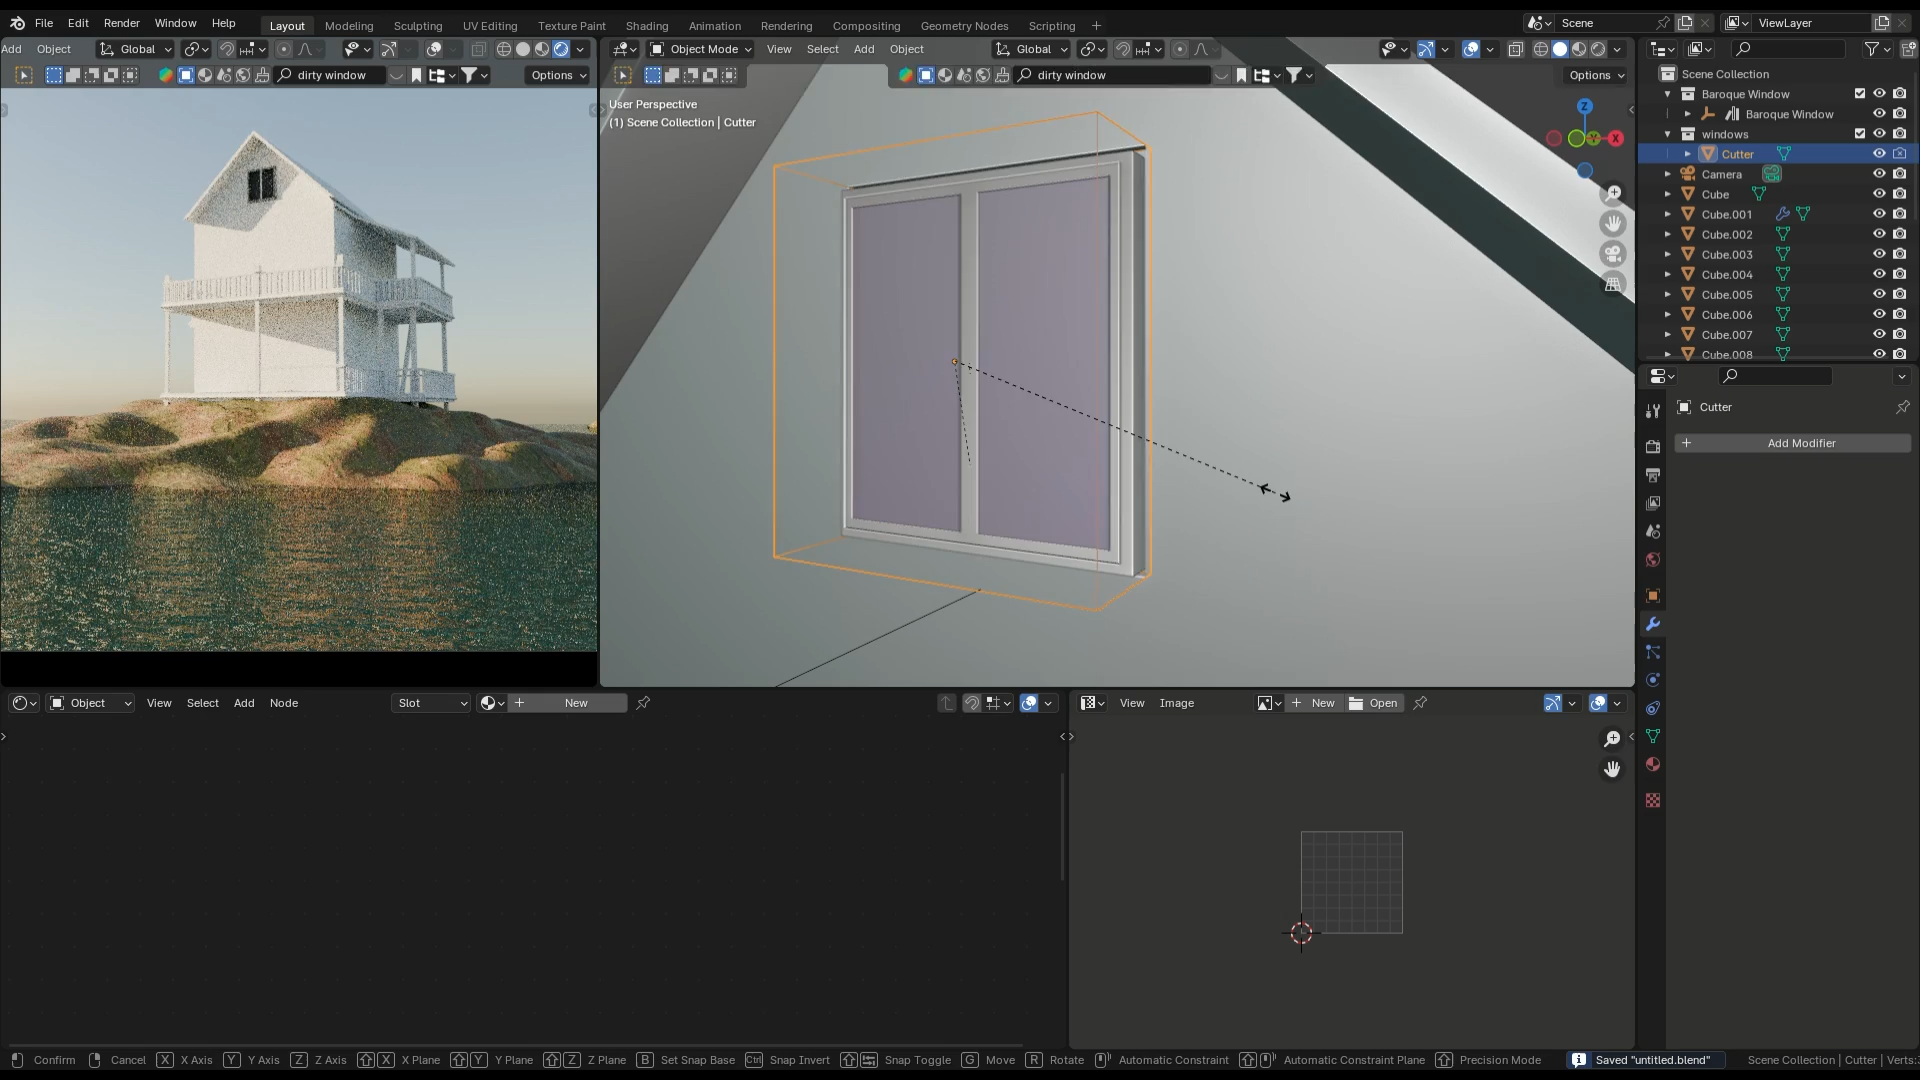 File Edit Render Window Help Layout Modeling Sculpting UV Editing Texture Paint Shading Animation Rendering Compositing Geometry Nodes Scripting Scene ViewLayer
Add Object Global
Object Mode View Select Add Object Global
dirty window Options
dirty window Options
User Perspective
(1) Scene Collection | Cutter
Z
Y
X
Scene Collection
Baroque Window
Baroque Window
windows
Cutter
Camera
Cube
Cube.001
Cube.002
Cube.003
Cube.004
Cube.005
Cube.006
Cube.007
Cube.008
Cutter
Add Modifier
Object View Select Add Node Slot New
View Image New Open
Confirm Cancel X X Axis Y Y Axis Z Z Axis X X Plane Y Y Plane Z Z Plane B Set Snap Base Ctrl Snap Invert Snap Toggle G Move R Rotate Automatic Constraint Automatic Constraint Plane Precision Mode Saved "untitled.blend" Scene Collection | Cutter | Verts: